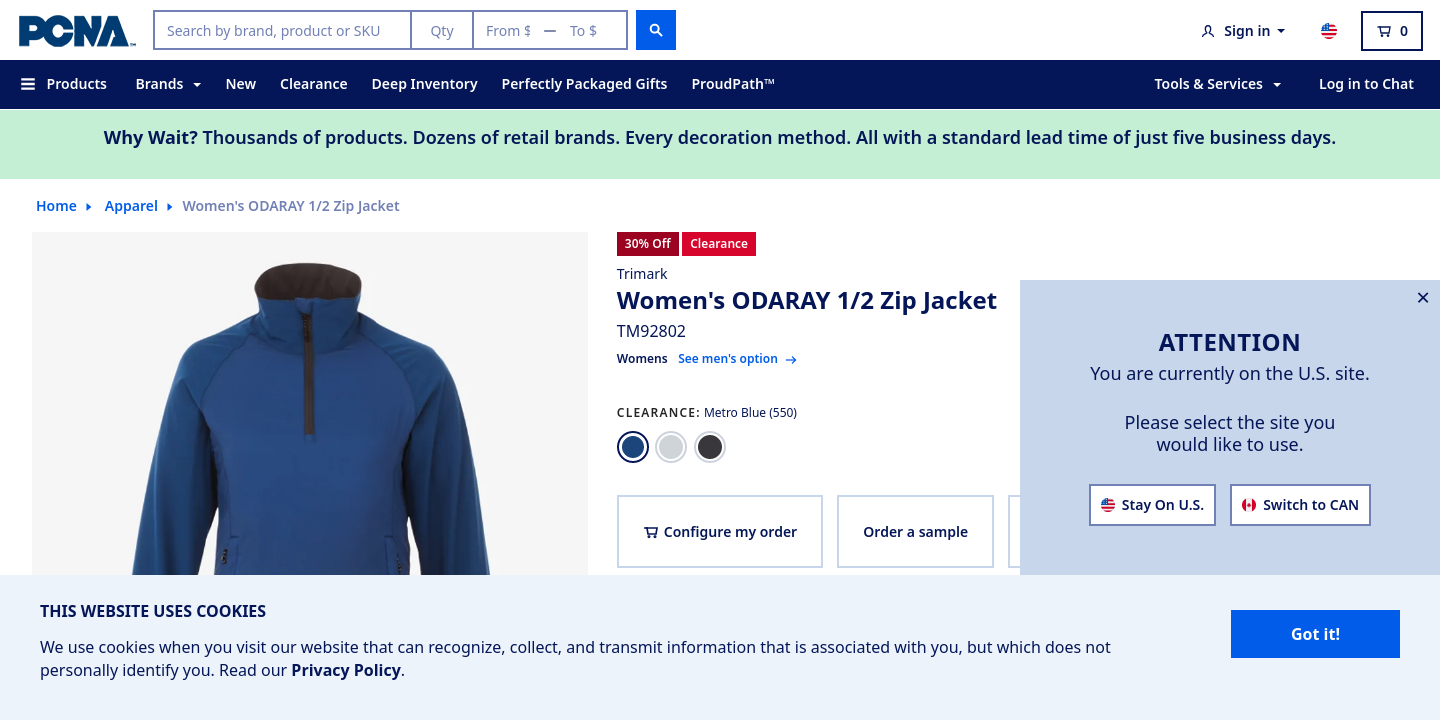 PCNA™
Search by brand, product or SKU
Qty
From $ — To $
Sign in
0
Products
Brands
New
Clearance
Deep Inventory
Perfectly Packaged Gifts
ProudPath™
Tools & Services
Log in to Chat
Why Wait? Thousands of products. Dozens of retail brands. Every decoration method. All with a standard lead time of just five business days.
Home
Apparel
Women's ODARAY 1/2 Zip Jacket
30% Off
Clearance
Trimark
Women's ODARAY 1/2 Zip Jacket
TM92802
Womens See men's option →
CLEARANCE: Metro Blue (550)
Configure my order
Order a sample
✕
ATTENTION
You are currently on the U.S. site.
Please select the site you
would like to use.
Stay On U.S.
Switch to CAN
THIS WEBSITE USES COOKIES
We use cookies when you visit our website that can recognize, collect, and transmit information that is associated with you, but which does not
personally identify you. Read our Privacy Policy.
Got it!